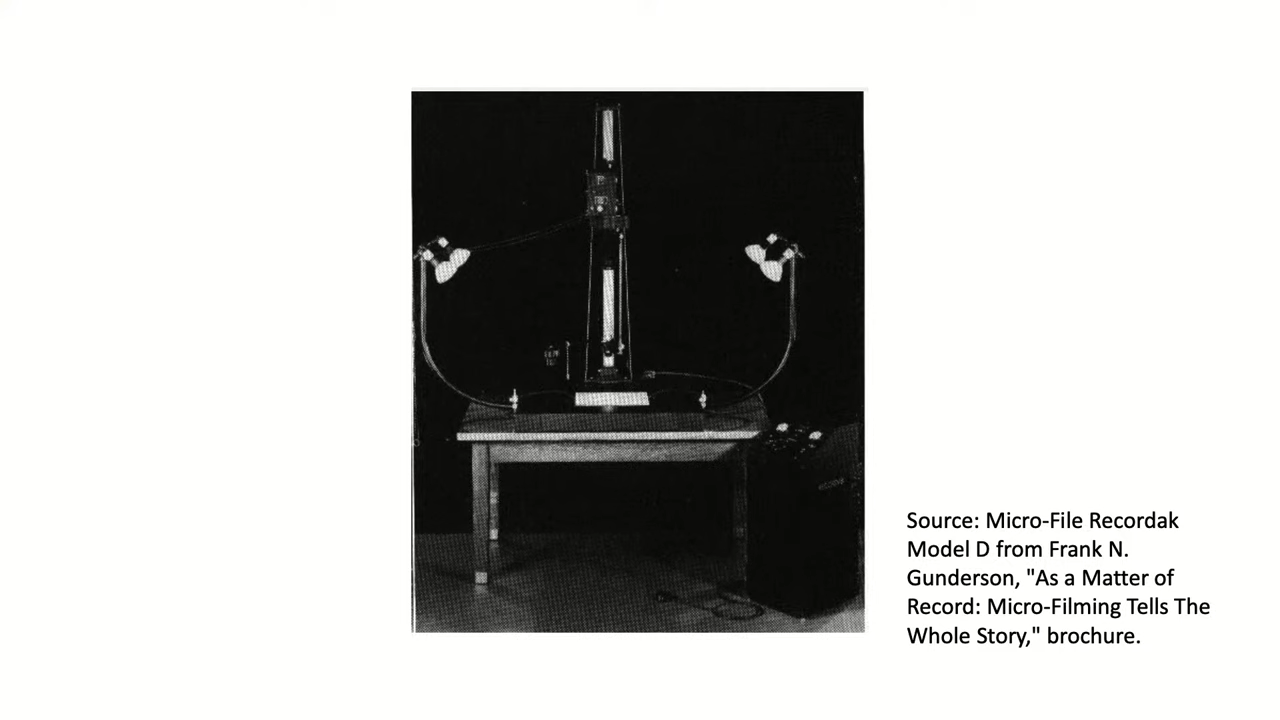 Source: Micro-File Recordak
Model D from Frank N.
Gunderson, "As a Matter of
Record: Micro-Filming Tells The
Whole Story," brochure.